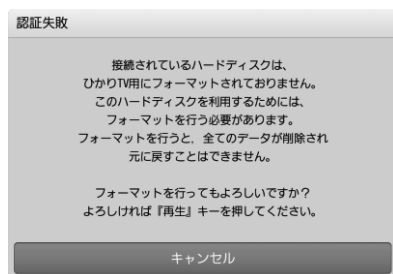 認証失敗
接続されているハードディスクは、
ひかりTV用にフォーマットされておりません。
このハードディスクを利用するためには、
フォーマットを行う必要があります。
フォーマットを行うと、全てのデータが削除され
元に戻すことはできません。
フォーマットを行ってもよろしいですか？
よろしければ『再生』キーを押してください。
キャンセル